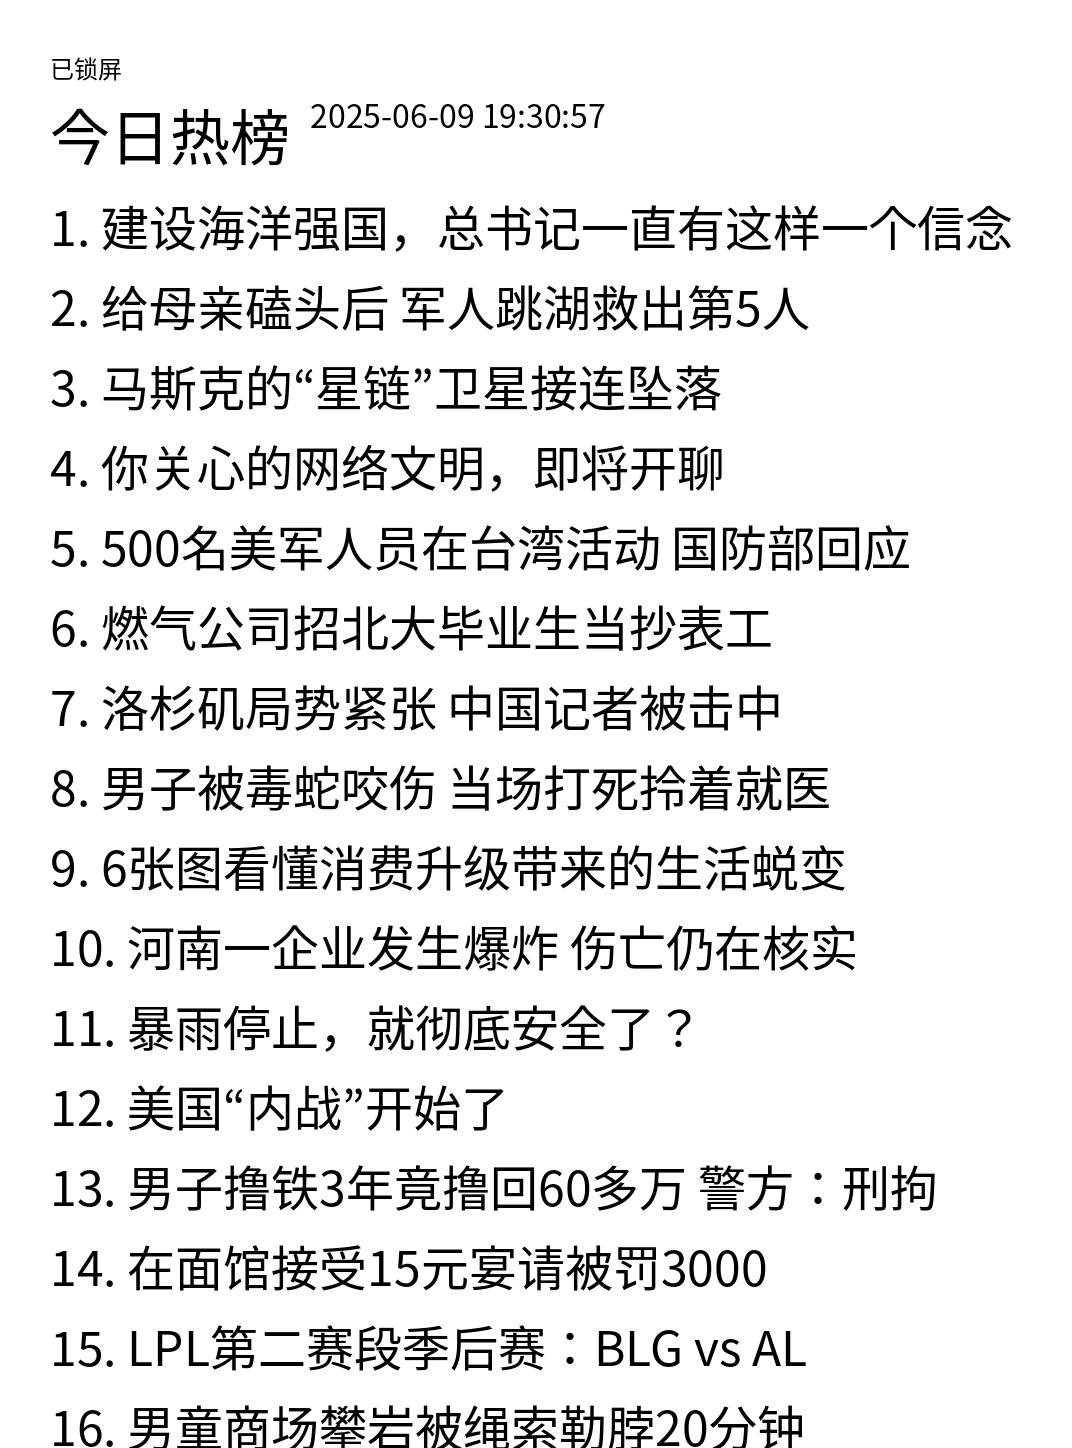 已锁屏
今日热榜 2025-06-09 19:30:57
1. 建设海洋强国，总书记一直有这样一个信念
2. 给母亲磕头后 军人跳湖救出第5人
3. 马斯克的“星链”卫星接连坠落
4. 你关心的网络文明，即将开聊
5. 500名美军人员在台湾活动 国防部回应
6. 燃气公司招北大毕业生当抄表工
7. 洛杉矶局势紧张 中国记者被击中
8. 男子被毒蛇咬伤 当场打死拎着就医
9. 6张图看懂消费升级带来的生活蜕变
10. 河南一企业发生爆炸 伤亡仍在核实
11. 暴雨停止，就彻底安全了？
12. 美国“内战”开始了
13. 男子撸铁3年竟撸回60多万 警方：刑拘
14. 在面馆接受15元宴请被罚3000
15. LPL第二赛段季后赛：BLG vs AL
16. 男童商场攀岩被绳索勒脖20分钟